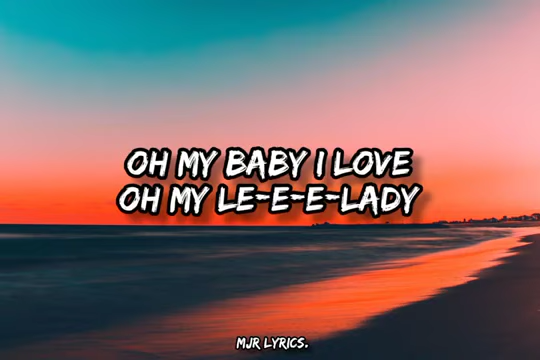 OH MY BABY I LOVE
OH MY LE-E-E-LADY
MJR LYRICS.